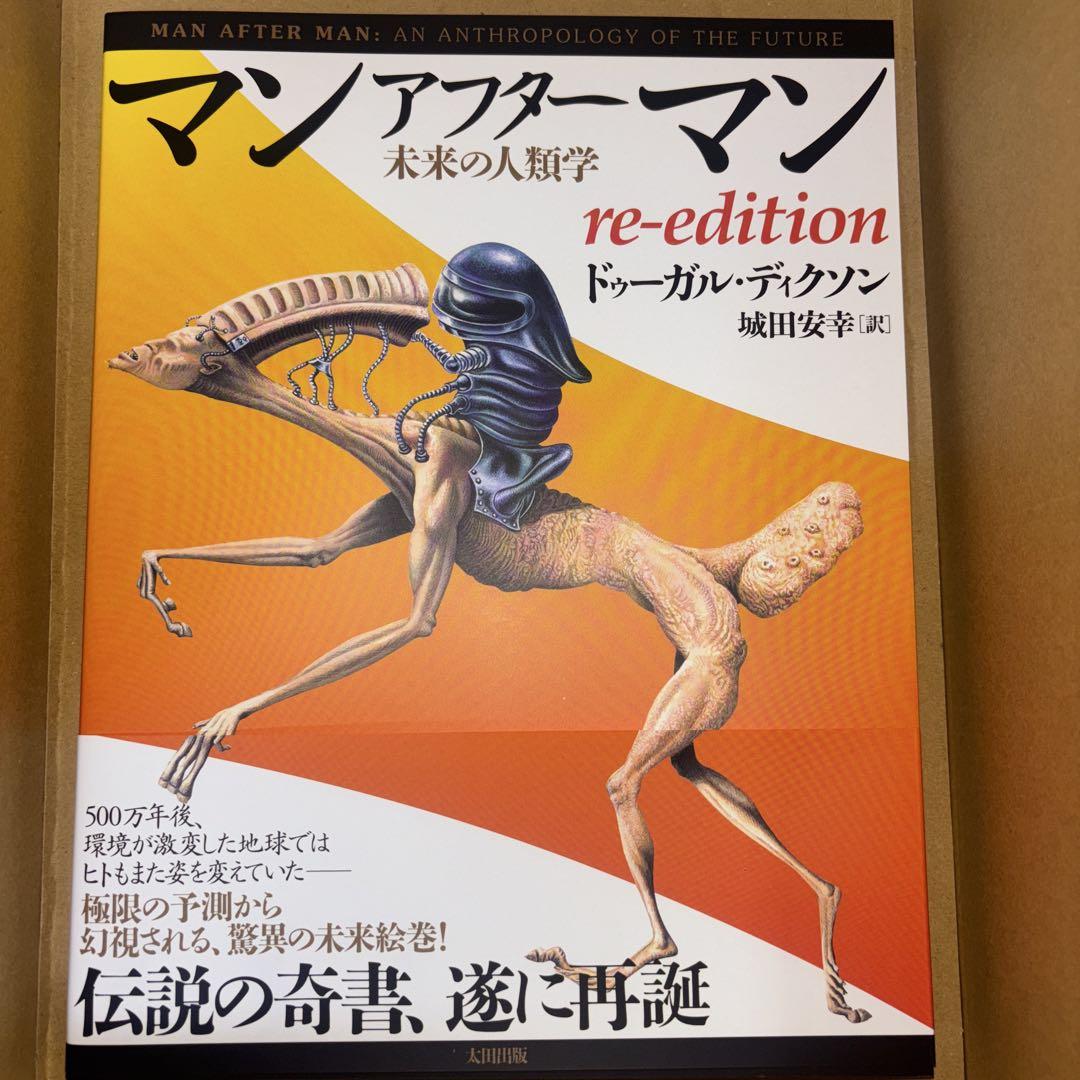 MAN AFTER MAN: AN ANTHROPOLOGY OF THE FUTURE
マンアフターマン
未来の人類学
re-edition
ドゥーガル・ディクソン
城田安幸[訳]
500万年後、
環境が激変した地球では
ヒトもまた姿を変えていた──
極限の予測から
幻視される、驚異の未来絵巻!
伝説の奇書、遂に再誕
太田出版